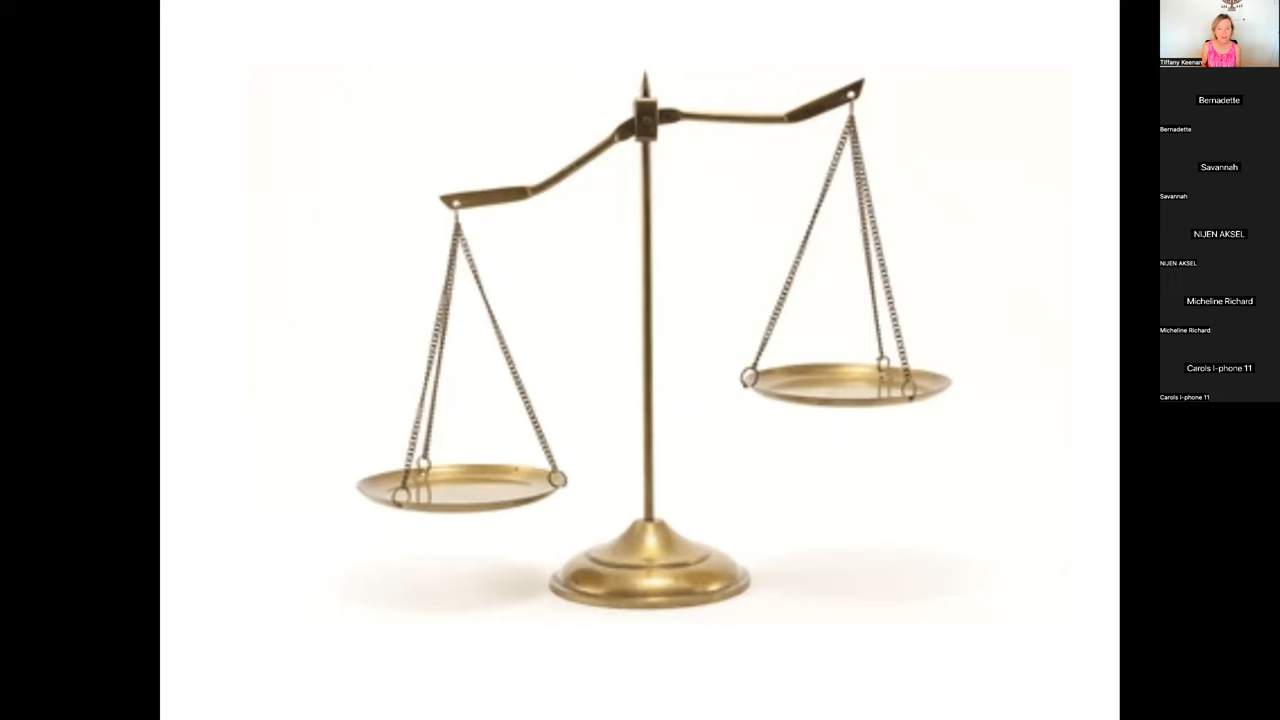 Tiffany Keenan
Bernadette
Bernadette
Savannah
Savannah
NIJEN AKSEL
NIJEN AKSEL
Micheline Richard
Micheline Richard
Carols I-phone 11
Carols I-phone 11